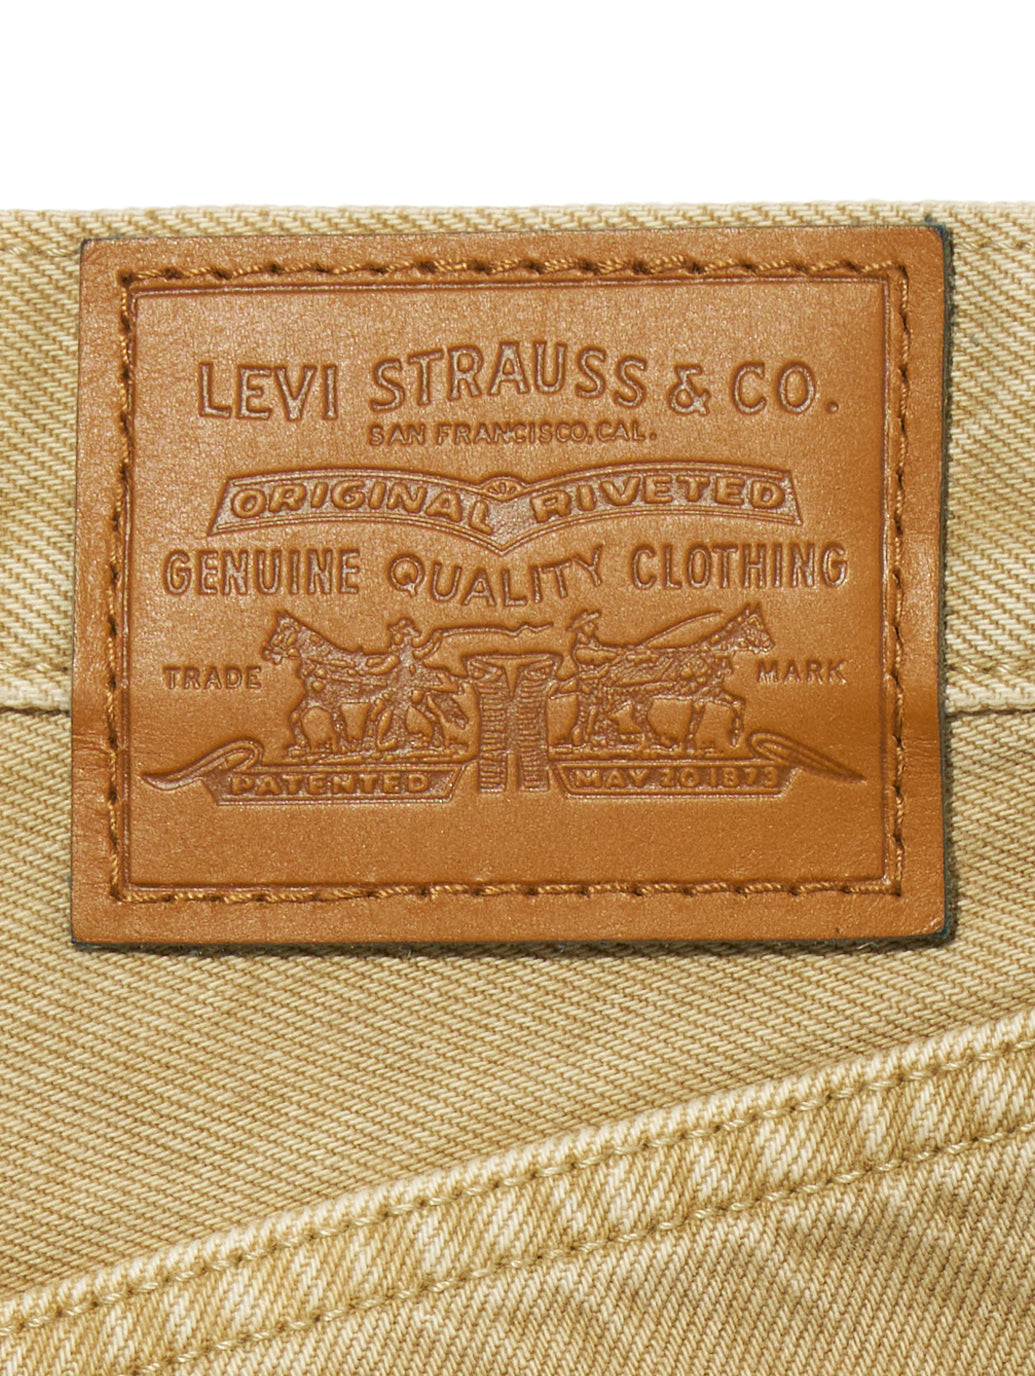 LEVI STRAUSS & CO.
SAN FRANCISCO, CAL.
ORIGINAL RIVETED
GENUINE QUALITY CLOTHING
TRADE MARK
PATENTED MAY 20 1873